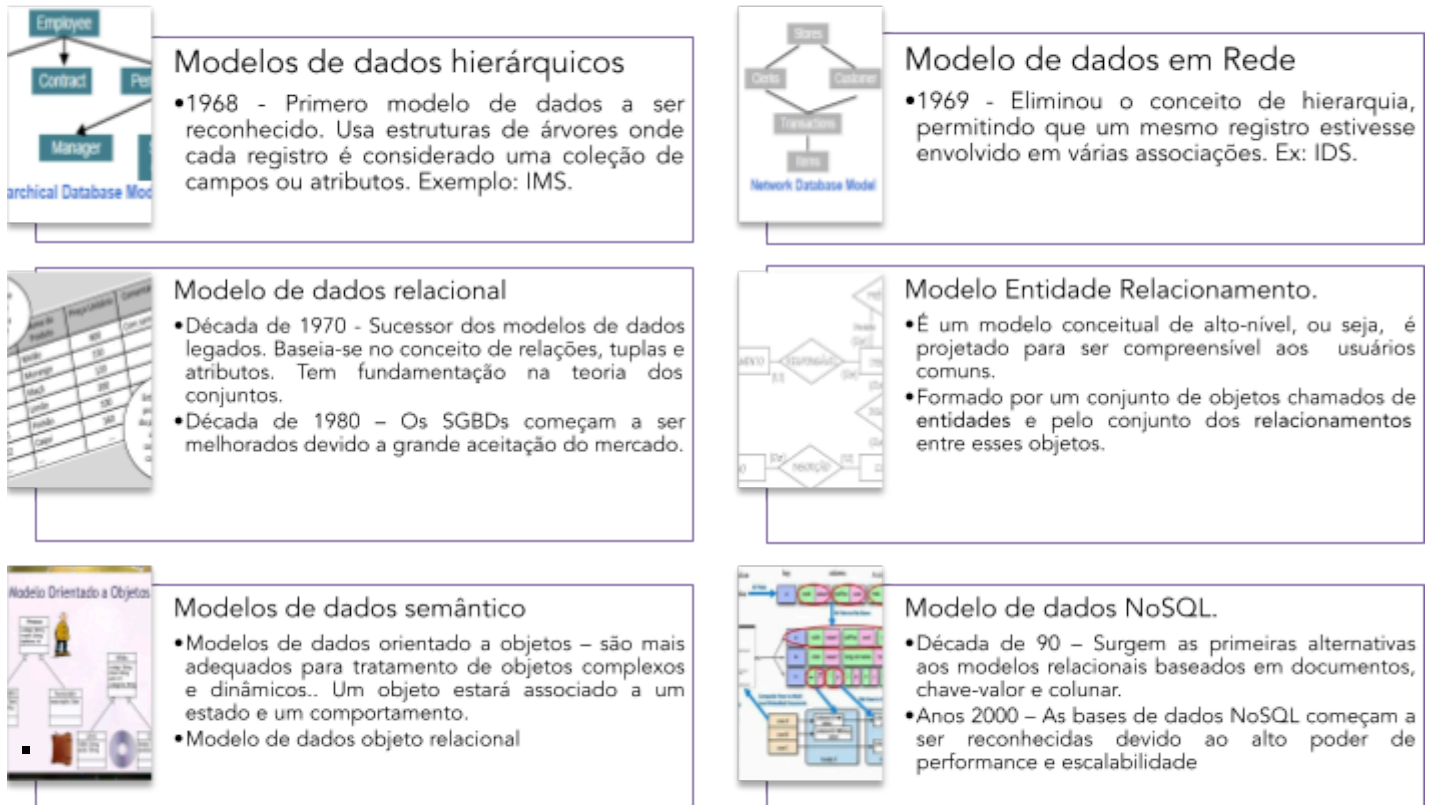 Employee
Contract
Manager
archical Database Mod
Modelos de dados hierárquicos
•1968 - Primero modelo de dados a ser
reconhecido. Usa estruturas de árvores onde
cada registro é considerado uma coleção de
campos ou atributos. Exemplo: IMS.
Stores
Customer
Transactions
Items
Network Database Model
Modelo de dados em Rede
•1969 - Eliminou o conceito de hierarquia,
permitindo que um mesmo registro estivesse
envolvido em várias associações. Ex: IDS.
Modelo de dados relacional
•Década de 1970 - Sucessor dos modelos de dados
legados. Baseia-se no conceito de relações, tuplas e
atributos. Tem fundamentação na teoria dos
conjuntos.
•Década de 1980 – Os SGBDs começam a ser
melhorados devido a grande aceitação do mercado.
Modelo Entidade Relacionamento.
•É um modelo conceitual de alto-nível, ou seja, é
projetado para ser compreensível aos usuários
comuns.
•Formado por um conjunto de objetos chamados de
entidades e pelo conjunto dos relacionamentos
entre esses objetos.
Modelo Orientado a Objetos
Modelos de dados semântico
•Modelos de dados orientado a objetos – são mais
adequados para tratamento de objetos complexos
e dinâmicos.. Um objeto estará associado a um
estado e um comportamento.
•Modelo de dados objeto relacional
Modelo de dados NoSQL.
•Década de 90 – Surgem as primeiras alternativas
aos modelos relacionais baseados em documentos,
chave-valor e colunar.
•Anos 2000 – As bases de dados NoSQL começam a
ser reconhecidas devido ao alto poder de
performance e escalabilidade